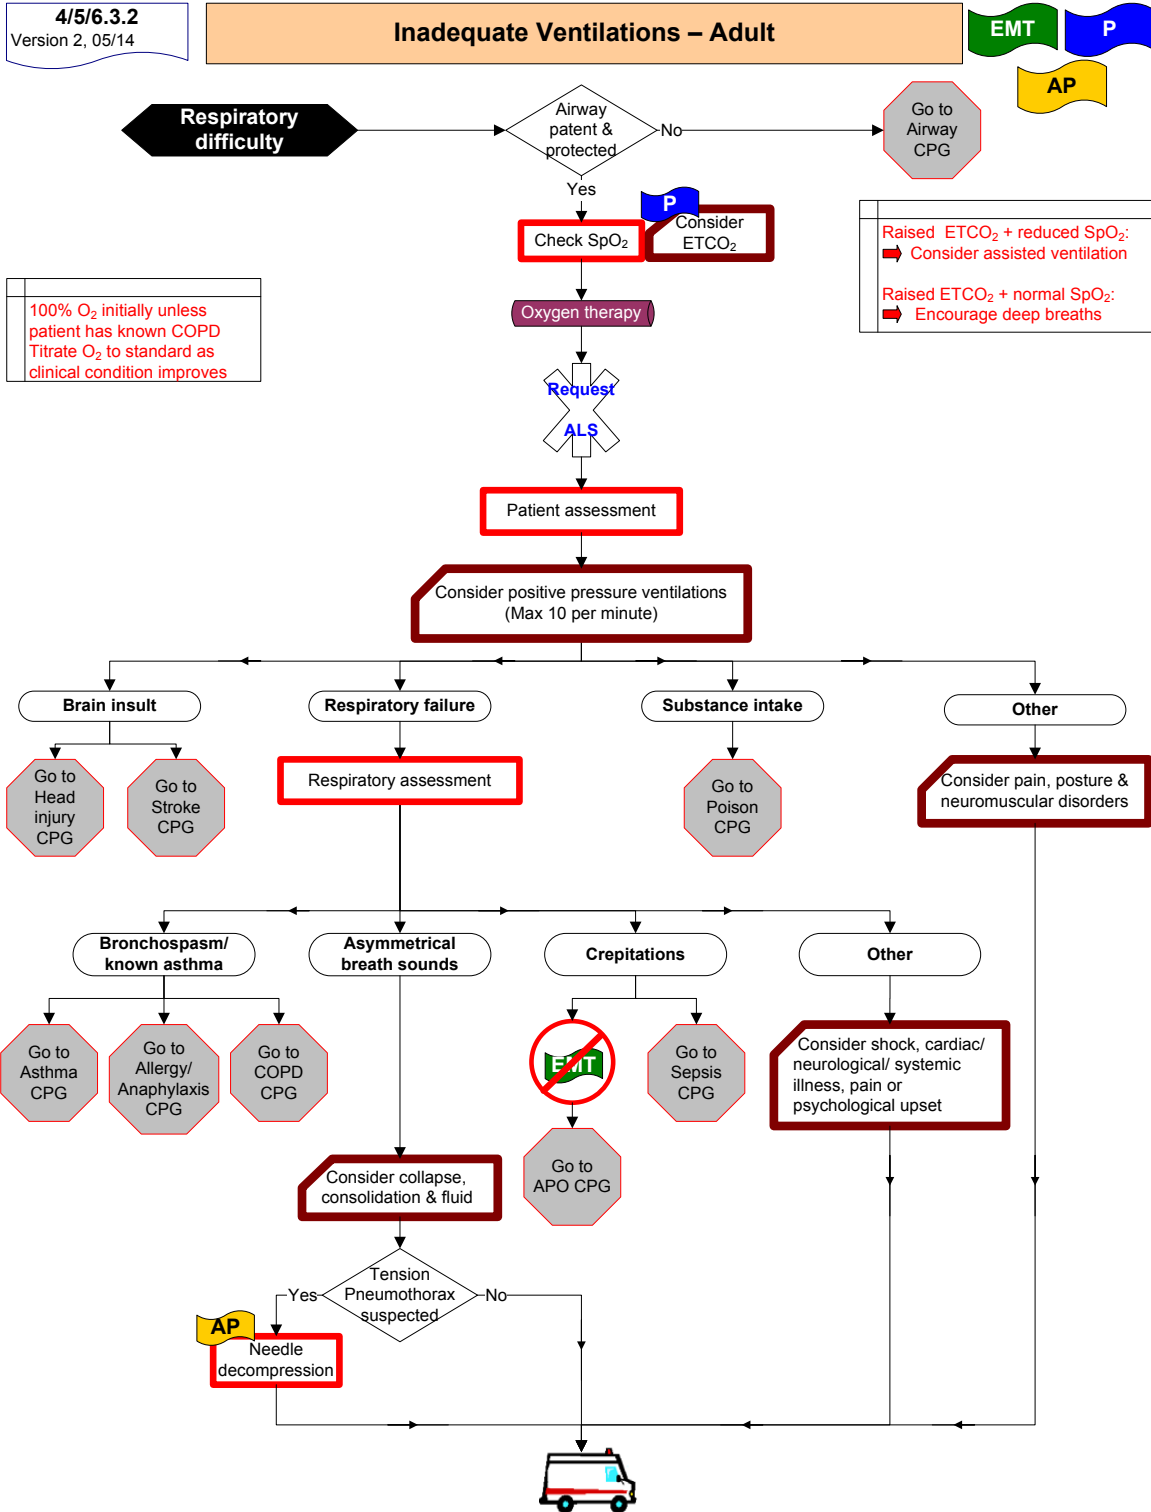 4/5/6.3.2
Version 2, 05/14
Inadequate Ventilations – Adult
EMT
P
AP
Respiratory
difficulty
Airway
patent &
protected
No
Go to
Airway
CPG
Yes
P
Check SpO₂
Consider
ETCO₂
Raised ETCO₂ + reduced SpO₂:
Consider assisted ventilation
Raised ETCO₂ + normal SpO₂:
Encourage deep breaths
100% O₂ initially unless
patient has known COPD
Titrate O₂ to standard as
clinical condition improves
Oxygen therapy
Request
ALS
Patient assessment
Consider positive pressure ventilations
(Max 10 per minute)
Brain insult
Respiratory failure
Substance intake
Other
Go to
Head
injury
CPG
Go to
Stroke
CPG
Respiratory assessment
Go to
Poison
CPG
Consider pain, posture &
neuromuscular disorders
Bronchospasm/
known asthma
Asymmetrical
breath sounds
Crepitations
Other
Go to
Asthma
CPG
Go to
Allergy/
Anaphylaxis
CPG
Go to
COPD
CPG
EMT
Go to
Sepsis
CPG
Consider shock, cardiac/
neurological/ systemic
illness, pain or
psychological upset
Go to
APO CPG
Consider collapse,
consolidation & fluid
Tension
Pneumothorax
suspected
Yes
No
AP
Needle
decompression